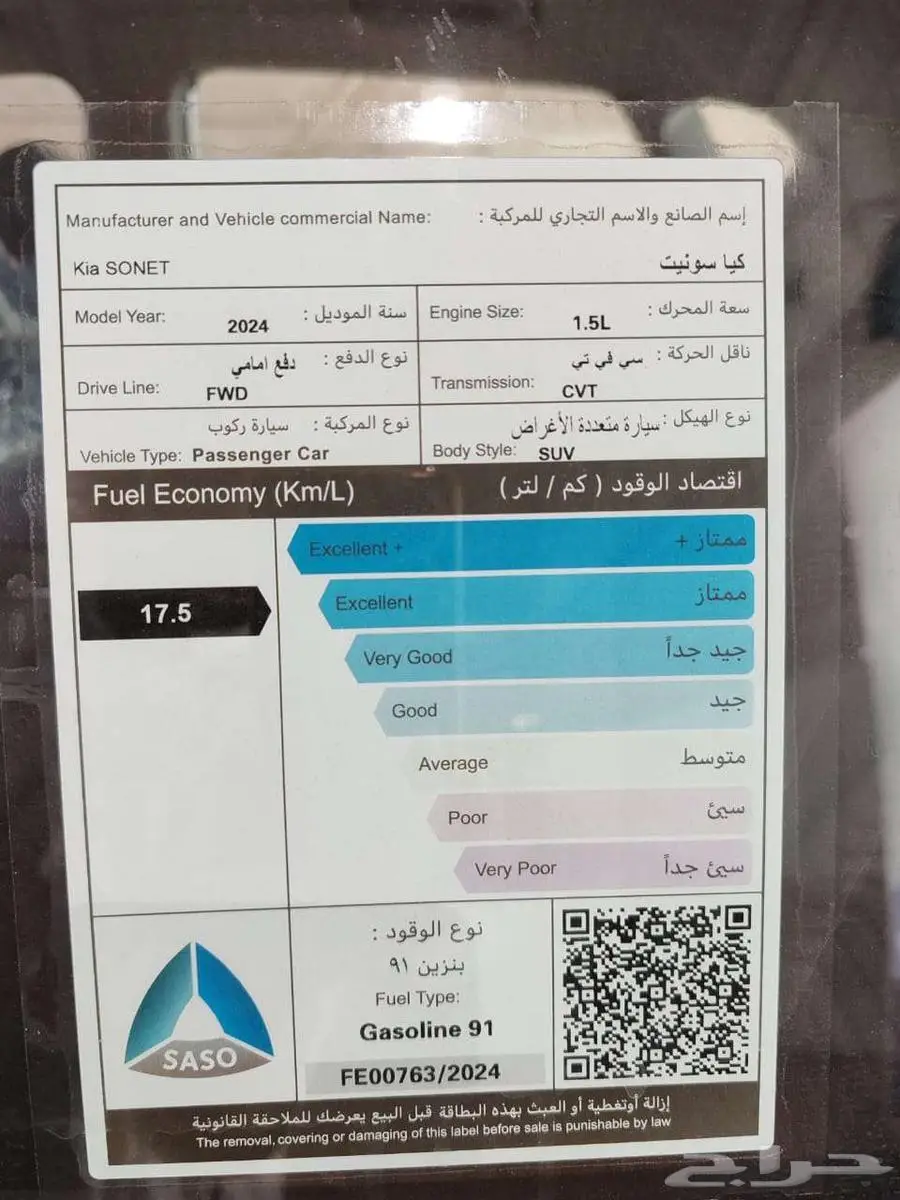 Manufacturer and Vehicle commercial Name: إسم الصانع والاسم التجاري للمركبة :
Kia SONET كيا سونيت
Model Year: 2024 سنة الموديل :
Engine Size: 1.5L سعة المحرك :
نوع الدفع : دفع امامي
Drive Line: FWD
ناقل الحركة : سي في تي
Transmission: CVT
نوع المركبة : سيارة ركوب
Vehicle Type: Passenger Car
نوع الهيكل : سيارة متعددة الأغراض
Body Style: SUV
Fuel Economy (Km/L) اقتصاد الوقود ( كم / لتر )
Excellent + ممتاز +
17.5
Excellent ممتاز
Very Good جيد جداً
Good جيد
Average متوسط
Poor سيئ
Very Poor سيئ جداً
SASO
نوع الوقود :
بنزين ٩١
Fuel Type:
Gasoline 91
FE00763/2024
إزالة أوتغطية أو العبث بهذه البطاقة قبل البيع يعرضك للملاحقة القانونية
The removal, covering or damaging of this label before sale is punishable by law
حراج